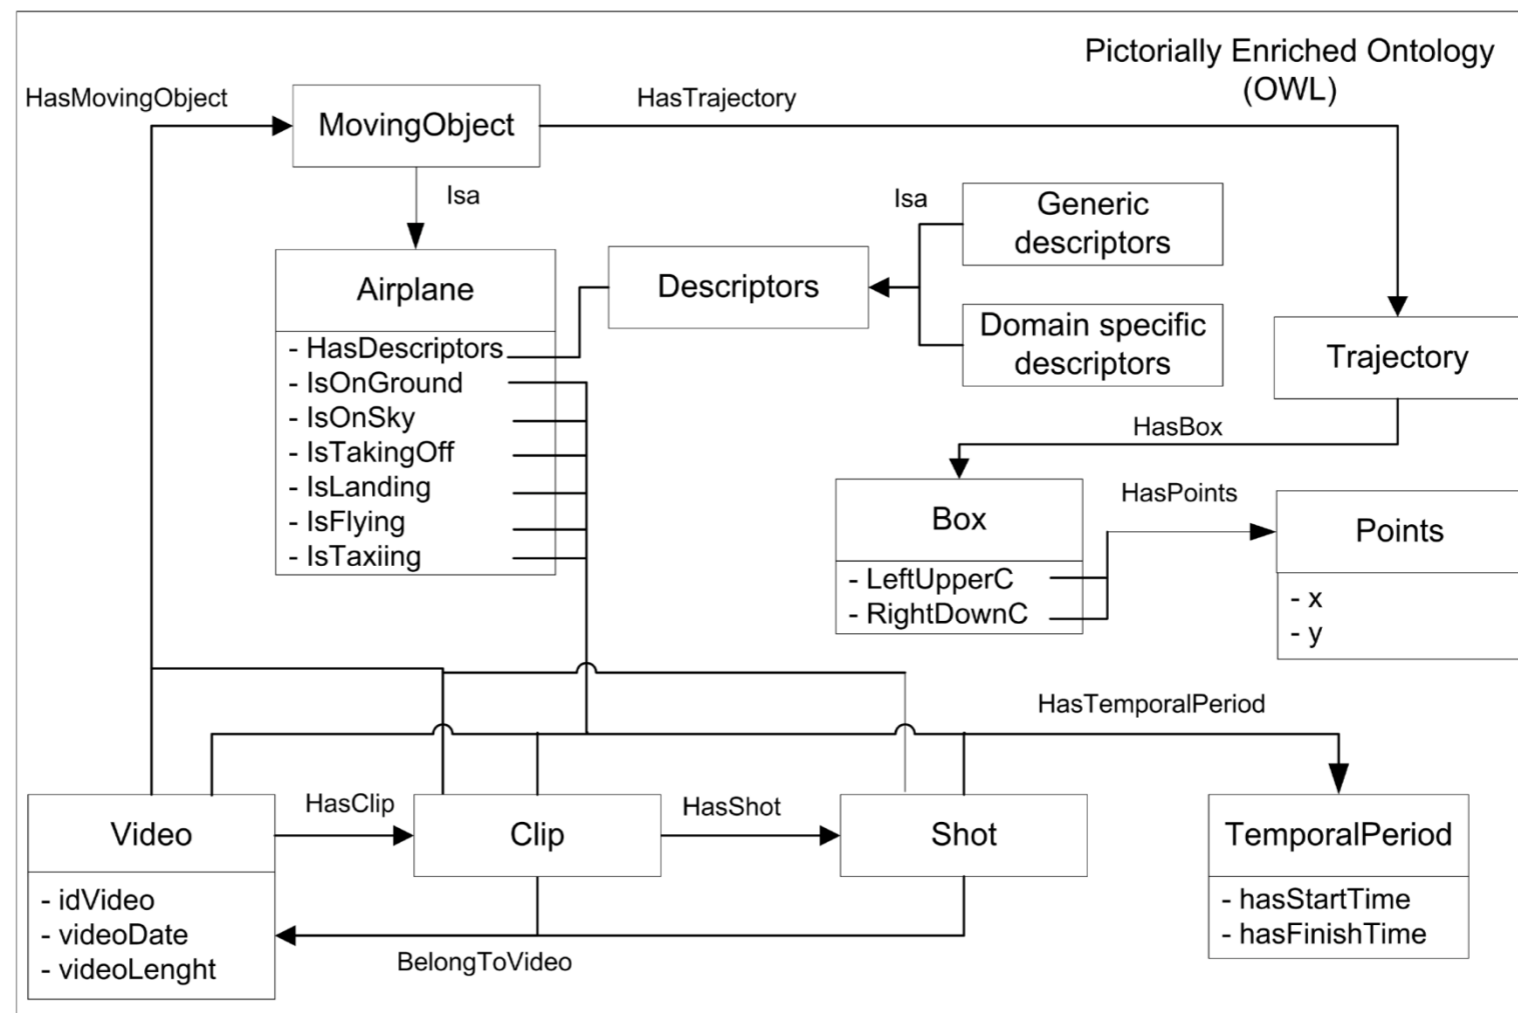 Pictorially Enriched Ontology
(OWL)
HasMovingObject
MovingObject
HasTrajectory
Isa
Isa
Generic
descriptors
Airplane
- HasDescriptors
- IsOnGround
- IsOnSky
- IsTakingOff
- IsLanding
- IsFlying
- IsTaxiing
Descriptors
Domain specific
descriptors
Trajectory
HasBox
Box
- LeftUpperC
- RightDownC
HasPoints
Points
- x
- y
HasTemporalPeriod
Video
- idVideo
- videoDate
- videoLenght
HasClip
Clip
HasShot
Shot
TemporalPeriod
- hasStartTime
- hasFinishTime
BelongToVideo